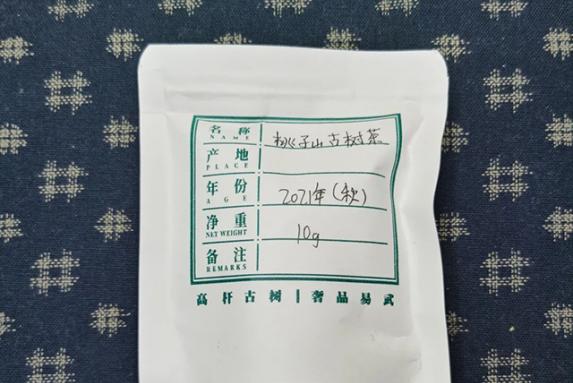 名称 桃子山古树茶
NAME
产地
PLACE
年份 2021年(秋)
AGE
净重 10g
NET WEIGHT
备注
REMARKS
高杆古树|奢品易武